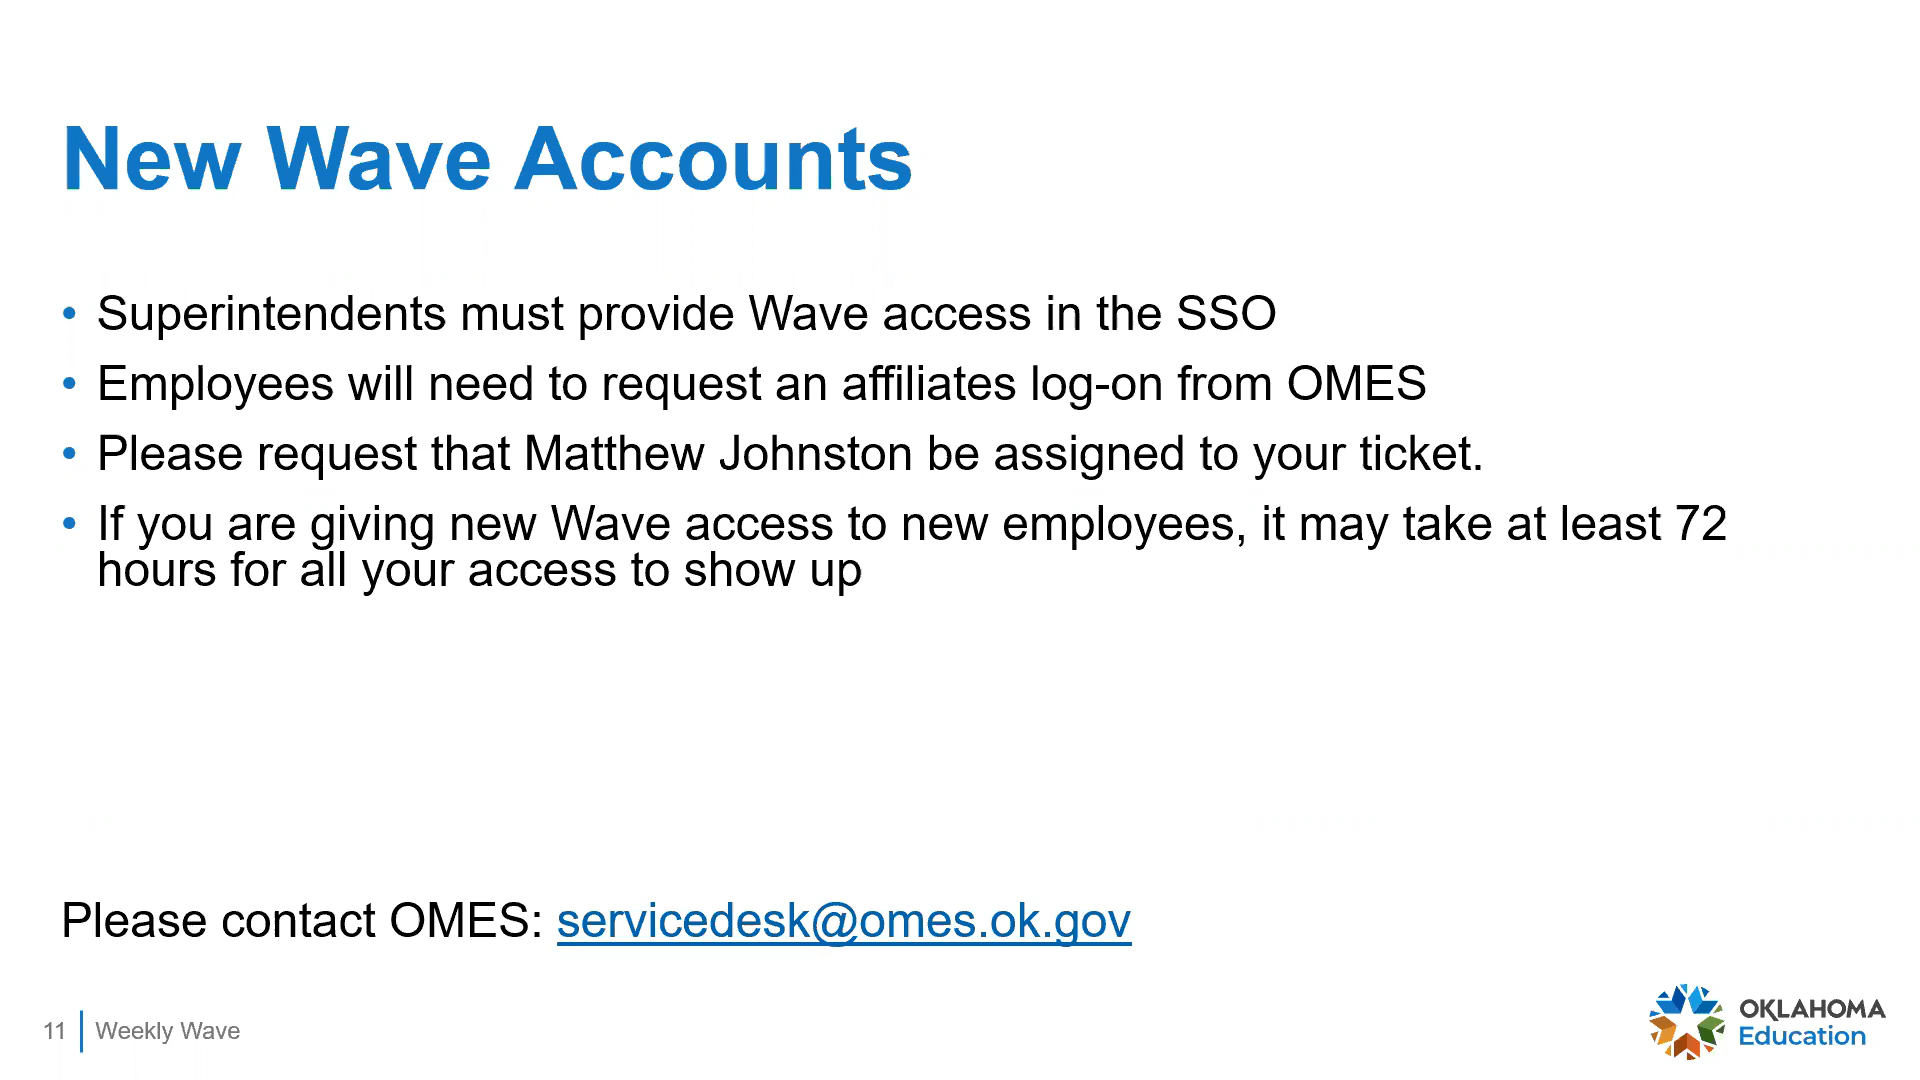 New Wave Accounts
• Superintendents must provide Wave access in the SSO
• Employees will need to request an affiliates log-on from OMES
• Please request that Matthew Johnston be assigned to your ticket.
• If you are giving new Wave access to new employees, it may take at least 72
hours for all your access to show up
Please contact OMES: servicedesk@omes.ok.gov
11 Weekly Wave
OKLAHOMA
Education